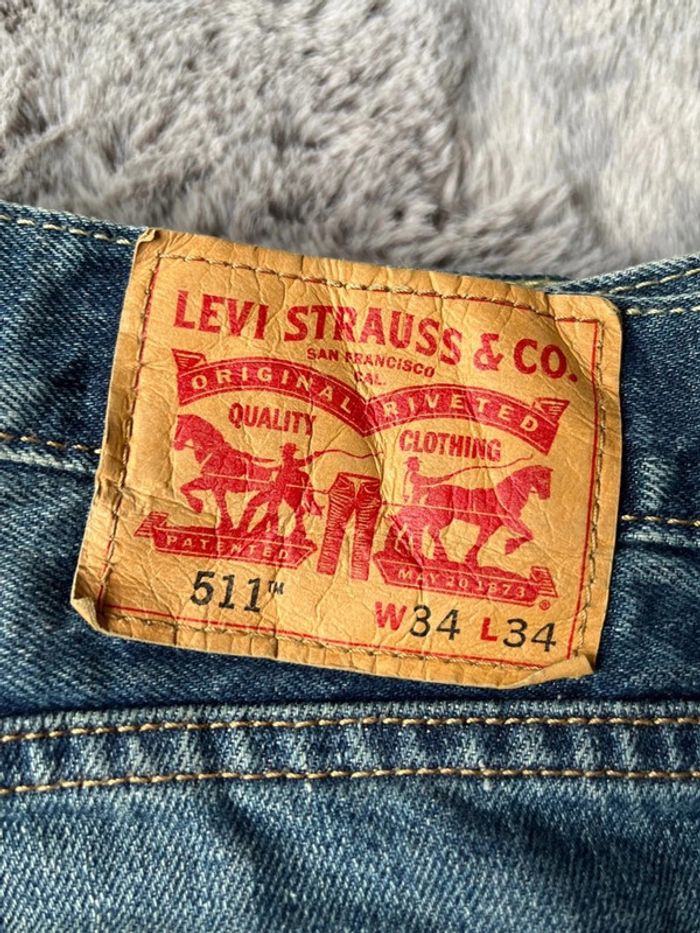 LEVI STRAUSS & CO.
SAN FRANCISCO
CAL.
ORIGINAL RIVETED
QUALITY CLOTHING
PATENTED MAY 20 1873 ®
511™ W34 L34